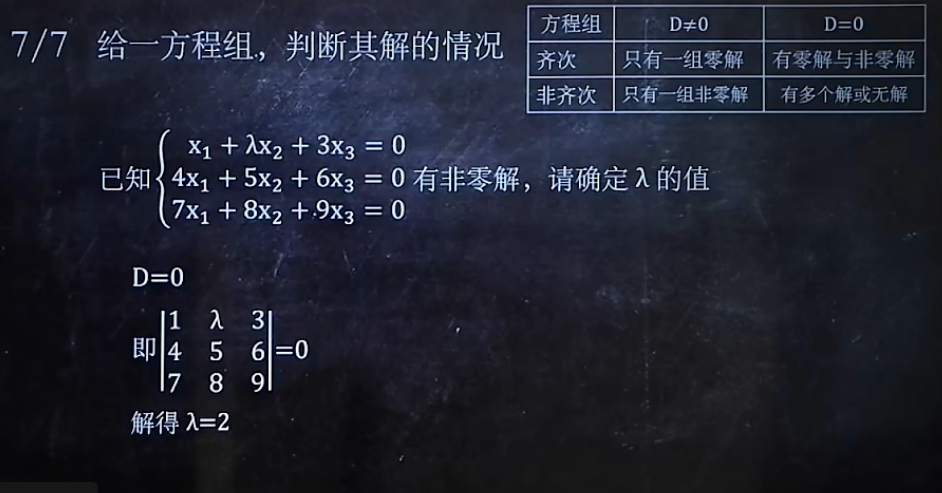 7/7 给一方程组，判断其解的情况
方程组 D≠0 D=0
齐次 只有一组零解 有零解与非零解
非齐次 只有一组非零解 有多个解或无解
x₁ + λx₂ + 3x₃ = 0
已知 4x₁ + 5x₂ + 6x₃ = 0 有非零解，请确定 λ 的值
7x₁ + 8x₂ + 9x₃ = 0
D=0
1 λ 3
即 4 5 6 =0
7 8 9
解得 λ=2